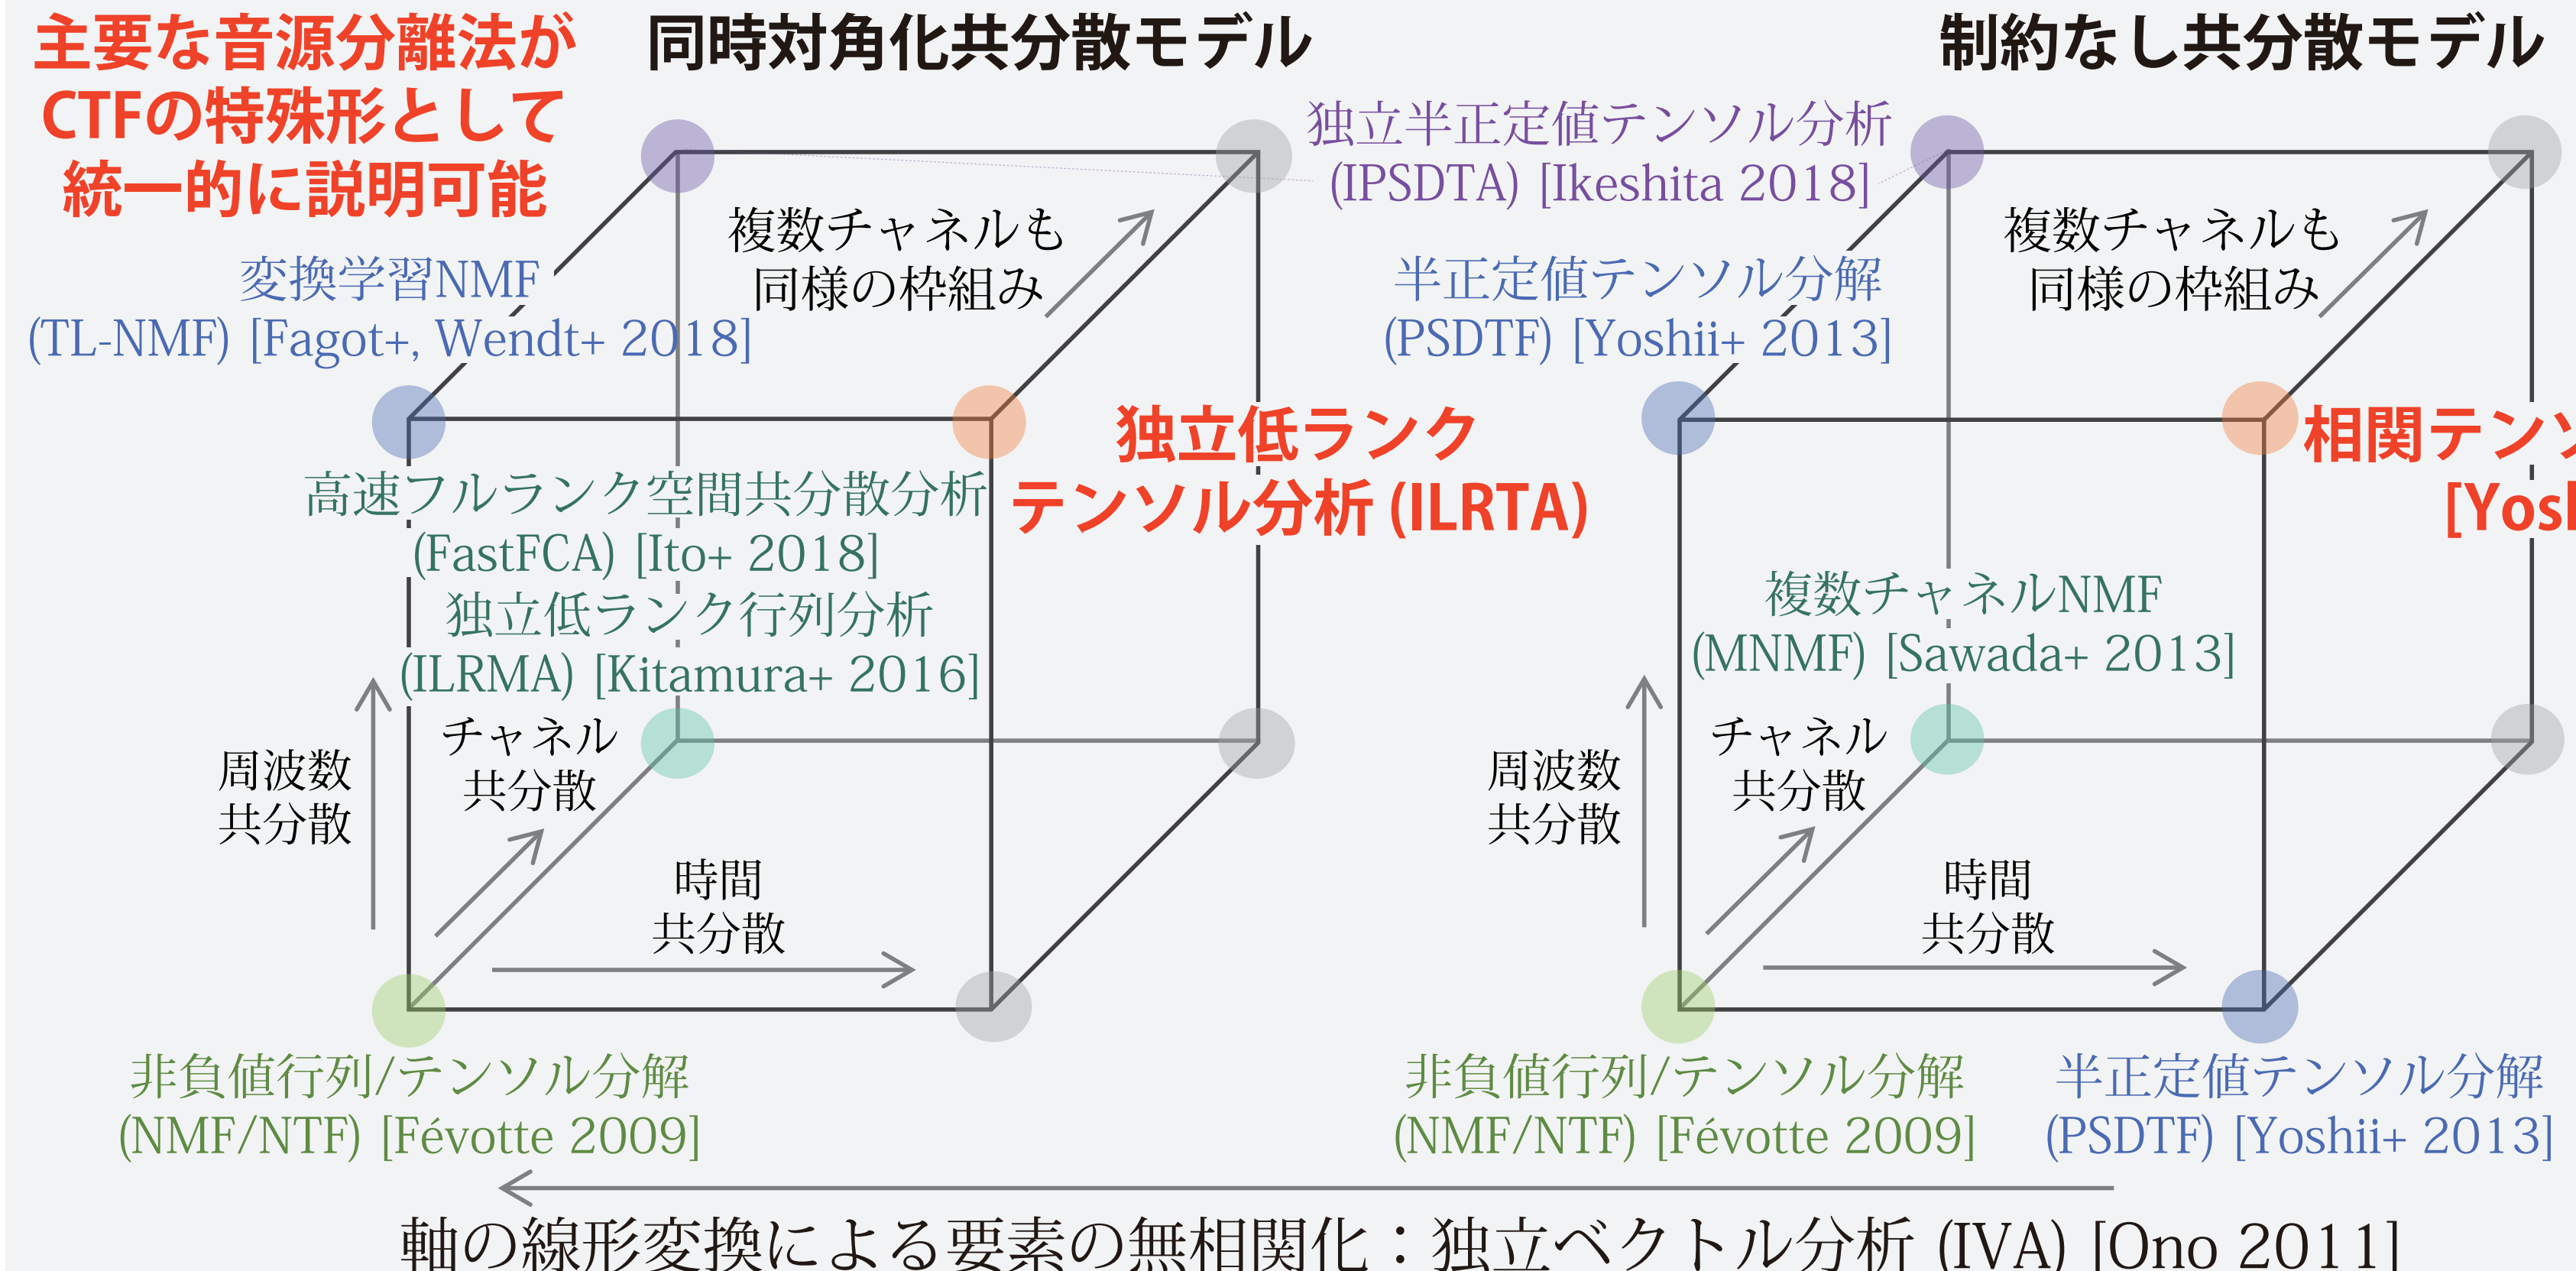 主要な音源分離法が
CTFの特殊形として
統一的に説明可能
同時対角化共分散モデル
変換学習NMF
(TL-NMF) [Fagot+, Wendt+ 2018]
複数チャネルも
同様の枠組み
独立低ランク
テンソル分析 (ILRTA)
高速フルランク空間共分散分析
(FastFCA) [Ito+ 2018]
独立低ランク行列分析
(ILRMA) [Kitamura+ 2016]
周波数
共分散
チャネル
共分散
時間
共分散
非負値行列/テンソル分解
(NMF/NTF) [Févotte 2009]
制約なし共分散モデル
独立半正定値テンソル分析
(IPSDTA) [Ikeshita 2018]
半正定値テンソル分解
(PSDTF) [Yoshii+ 2013]
複数チャネルも
同様の枠組み
相関テンソ
[Yosh
複数チャネルNMF
(MNMF) [Sawada+ 2013]
周波数
共分散
チャネル
共分散
時間
共分散
非負値行列/テンソル分解
(NMF/NTF) [Févotte 2009]
半正定値テンソル分解
(PSDTF) [Yoshii+ 2013]
軸の線形変換による要素の無相関化：独立ベクトル分析 (IVA) [Ono 2011]